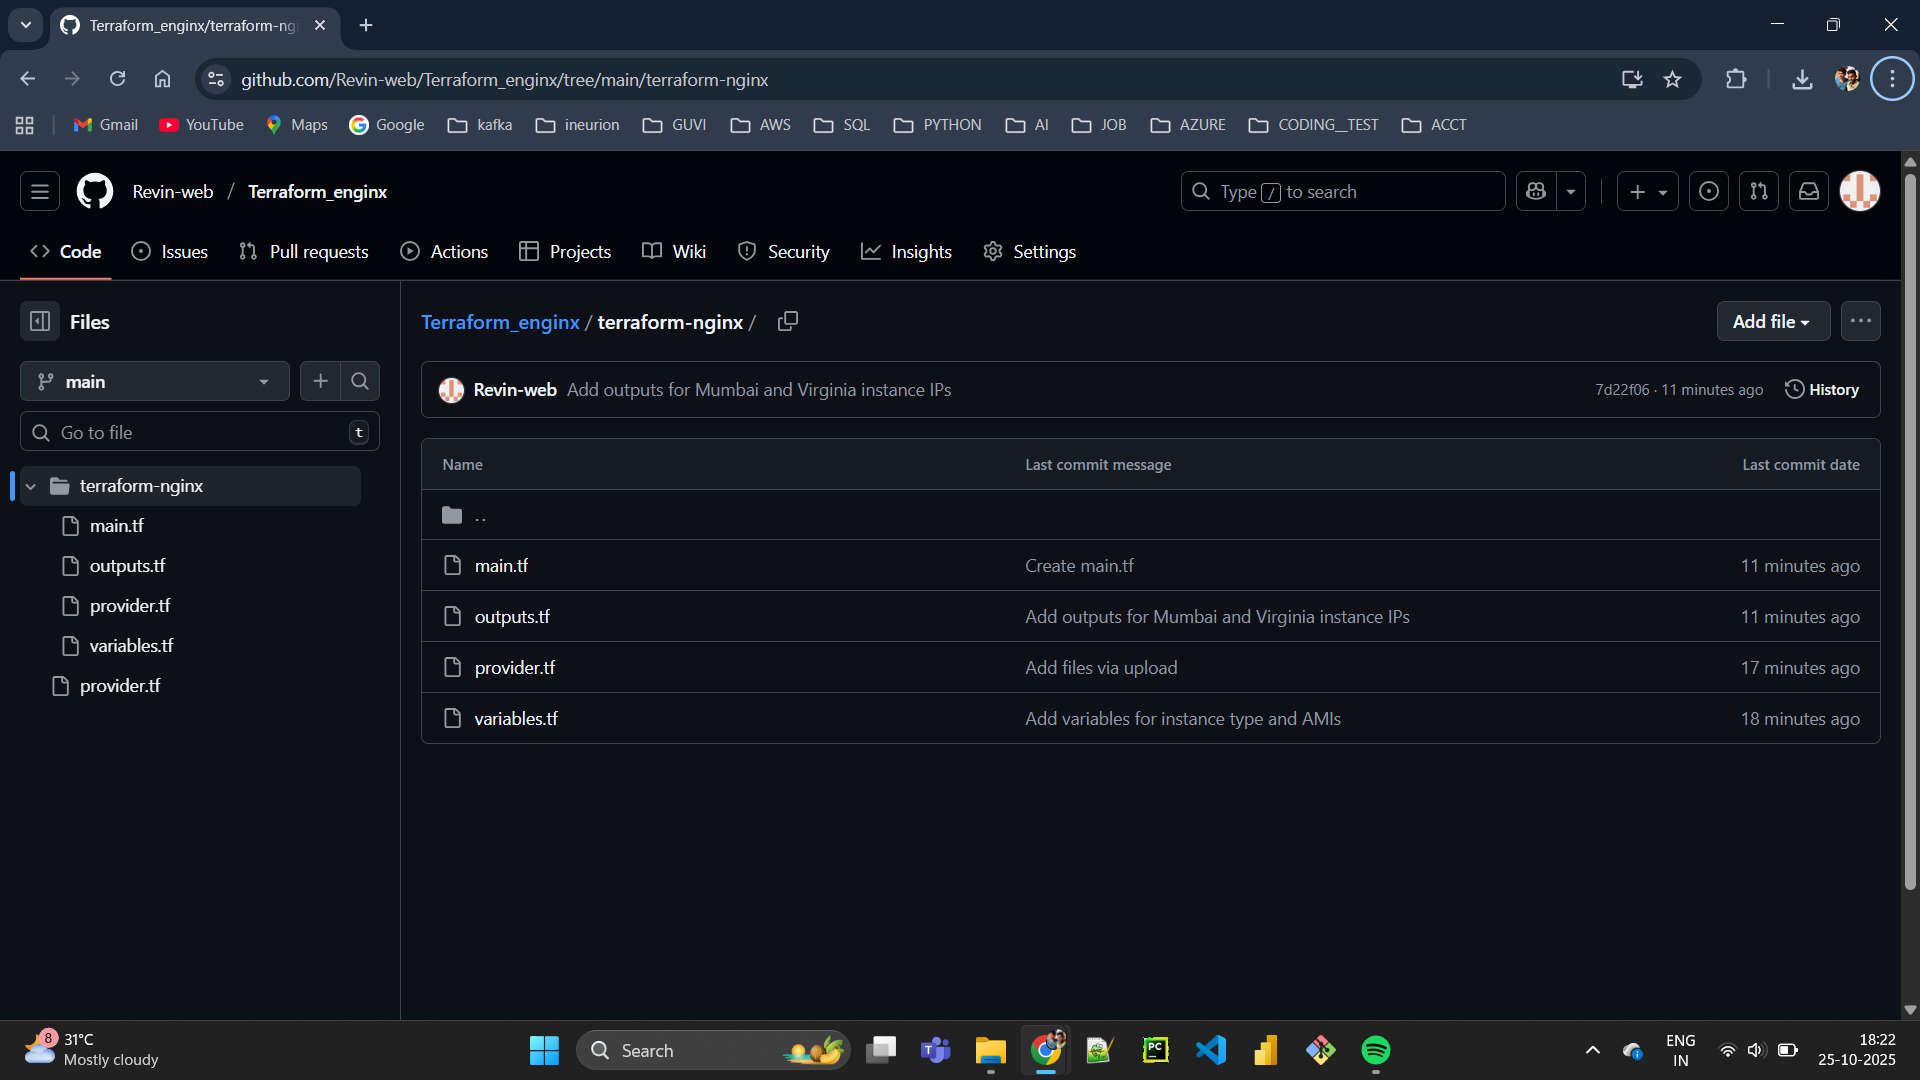 Terraform_enginx/terraform-ngi
github.com/Revin-web/Terraform_enginx/tree/main/terraform-nginx
Gmail YouTube Maps Google kafka ineurion GUVI AWS SQL PYTHON AI JOB AZURE CODING__TEST ACCT
Revin-web / Terraform_enginx
Type / to search
Code Issues Pull requests Actions Projects Wiki Security Insights Settings
Files
main
Go to file t
terraform-nginx
main.tf
outputs.tf
provider.tf
variables.tf
provider.tf
Terraform_enginx / terraform-nginx /
Add file
Revin-web Add outputs for Mumbai and Virginia instance IPs 7d22f06 · 11 minutes ago History
Name Last commit message Last commit date
..
main.tf Create main.tf 11 minutes ago
outputs.tf Add outputs for Mumbai and Virginia instance IPs 11 minutes ago
provider.tf Add files via upload 17 minutes ago
variables.tf Add variables for instance type and AMIs 18 minutes ago
8
31°C
Mostly cloudy
Search
PC
ENG
IN
18:22
25-10-2025